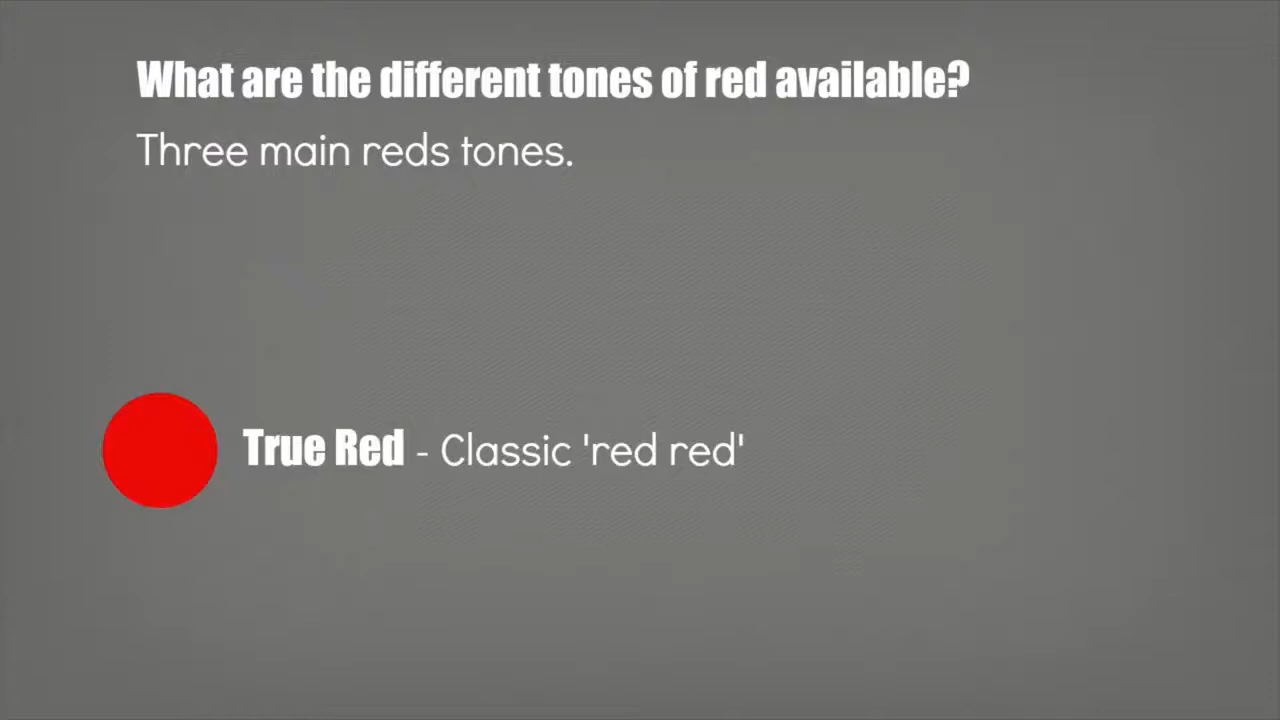 What are the different tones of red available?
Three main reds tones.
True Red - Classic 'red red'